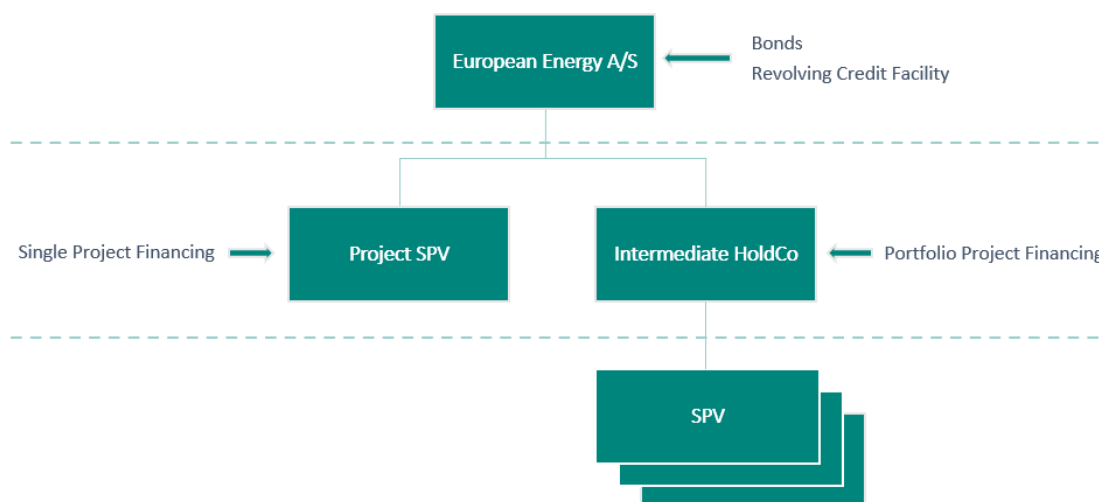 European Energy A/S
Bonds
Revolving Credit Facility
Single Project Financing
Project SPV
Intermediate HoldCo
Portfolio Project Financing
SPV